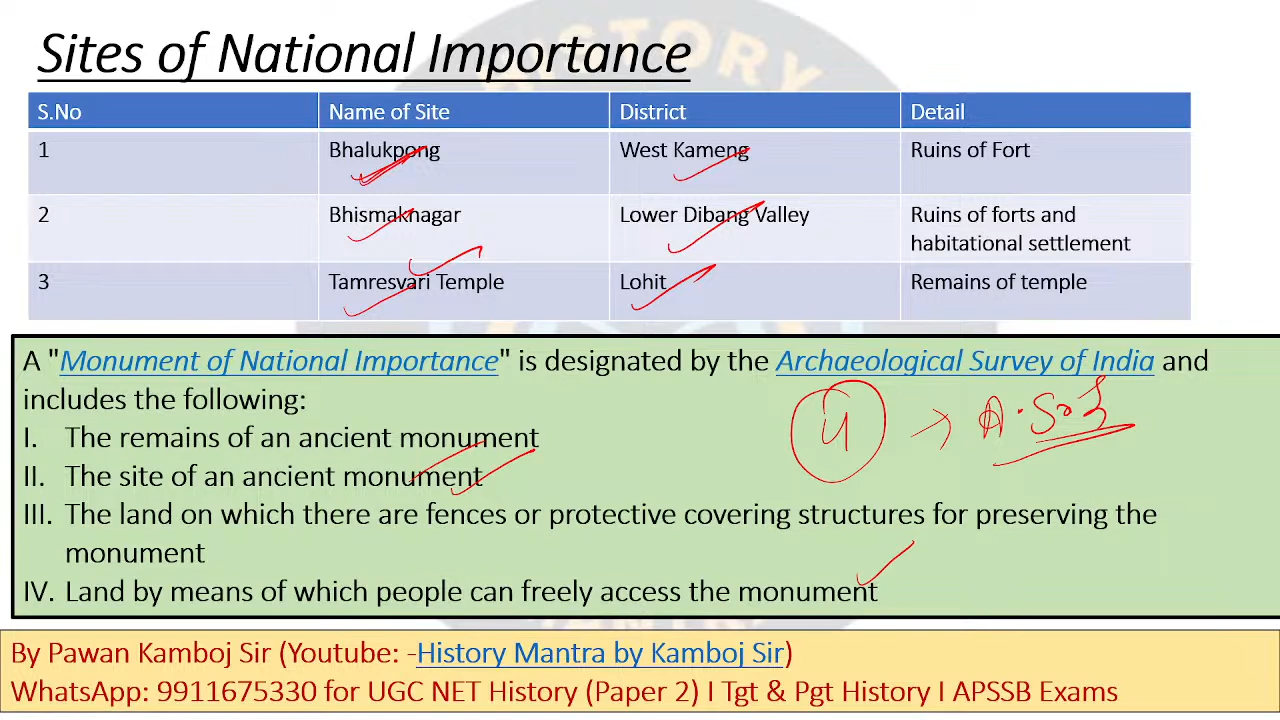 HISTORY
Sites of National Importance
S.No Name of Site District Detail
1 Bhalukpong West Kameng Ruins of Fort
2 Bhismaknagar Lower Dibang Valley Ruins of forts and
habitational settlement
3 Tamresvari Temple Lohit Remains of temple
A "Monument of National Importance" is designated by the Archaeological Survey of India and
includes the following:
I. The remains of an ancient monument
II. The site of an ancient monument
III. The land on which there are fences or protective covering structures for preserving the
monument
IV. Land by means of which people can freely access the monument
By Pawan Kamboj Sir (Youtube: -History Mantra by Kamboj Sir)
WhatsApp: 9911675330 for UGC NET History (Paper 2) I Tgt & Pgt History I APSSB Exams